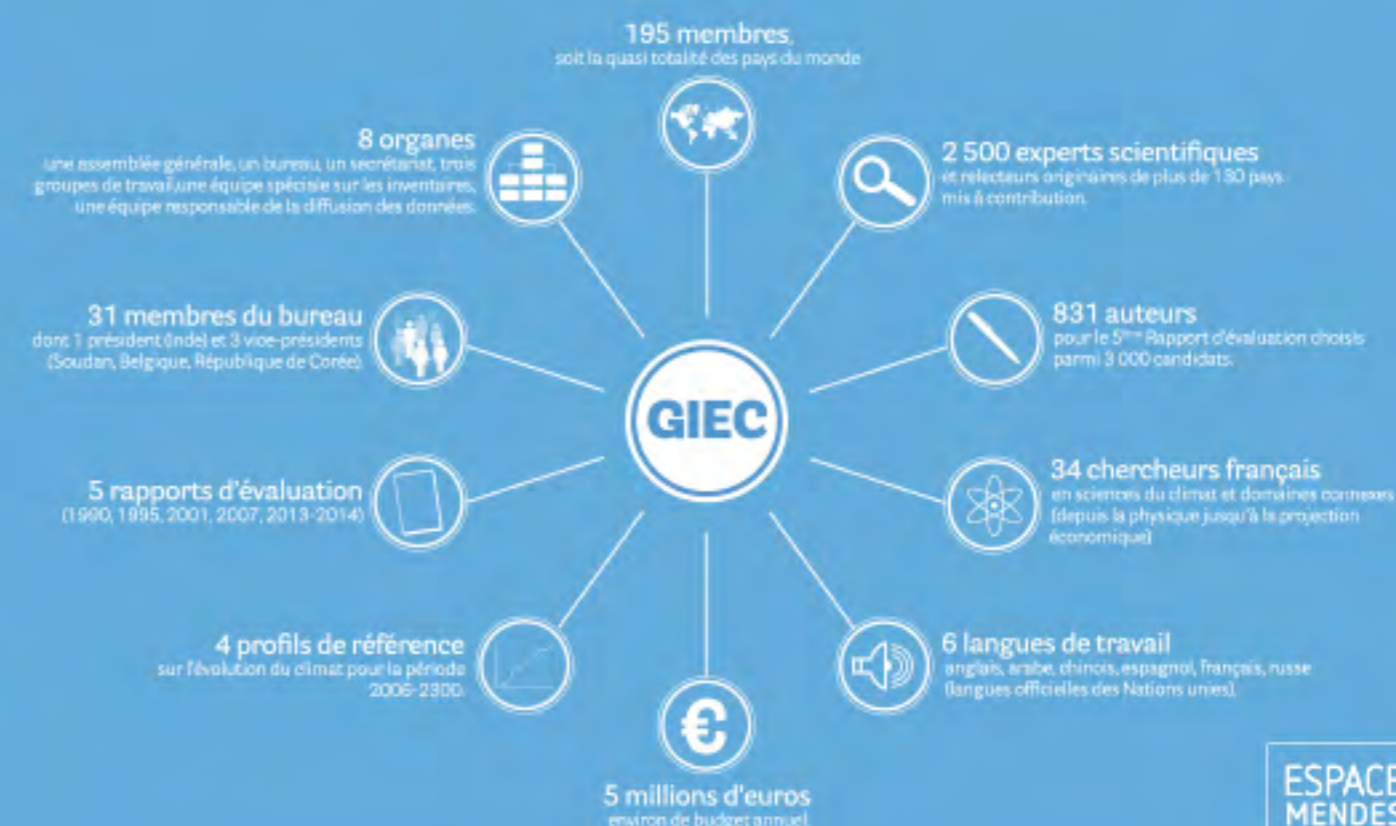 195 membres,
soit la quasi totalité des pays du monde
8 organes
une assemblée générale, un bureau, un secrétariat, trois
groupes de travail,une équipe spéciale sur les inventaires,
une équipe responsable de la diffusion des données.
2 500 experts scientifiques
et relecteurs originaires de plus de 130 pays
mis à contribution.
31 membres du bureau
dont 1 président (Inde) et 3 vice-présidents
(Soudan, Belgique, République de Corée).
831 auteurs
pour le 5ème Rapport d'évaluation choisis
parmi 3 000 candidats.
GIEC
5 rapports d'évaluation
(1990, 1995, 2001, 2007, 2013-2014)
34 chercheurs français
en sciences du climat et domaines connexes
(depuis la physique jusqu'à la projection
économique)
4 profils de référence
sur l'évolution du climat pour la période
2006-2300.
6 langues de travail
anglais, arabe, chinois, espagnol, français, russe
(langues officielles des Nations unies).
€
5 millions d'euros
environ de budget annuel.
ESPACE
MENDES